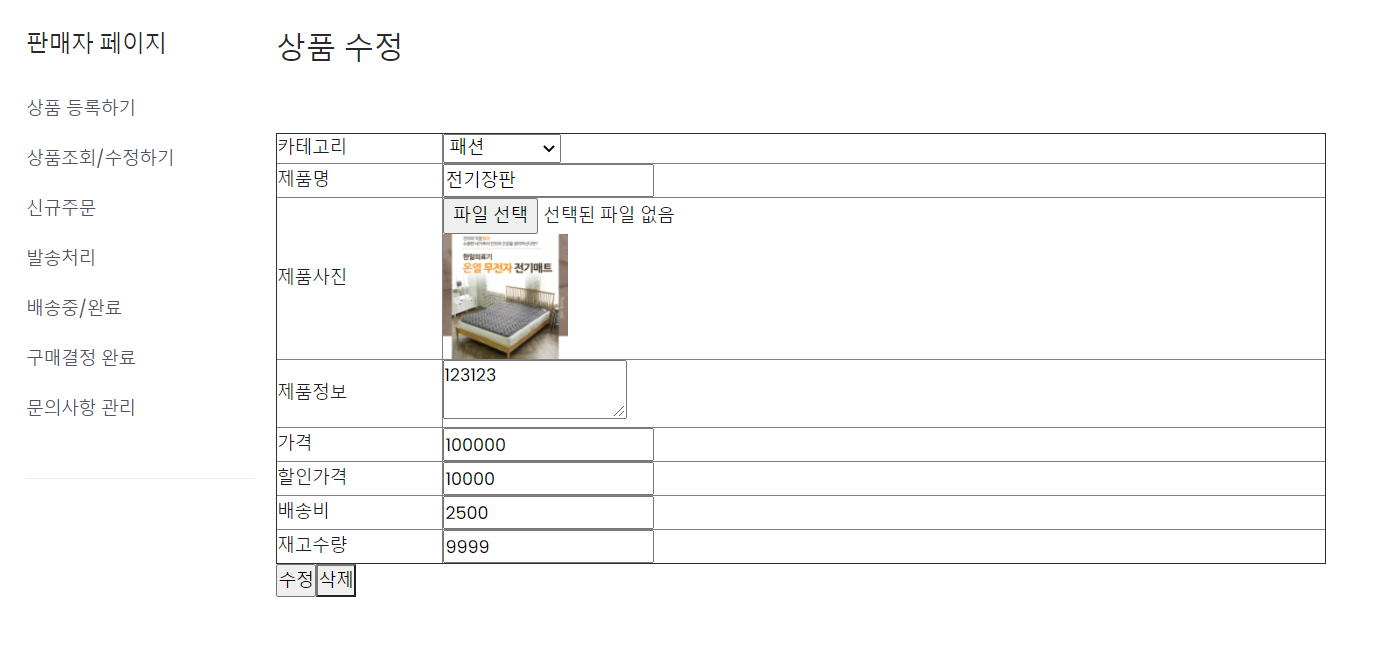 판매자 페이지
상품 등록하기
상품조회/수정하기
신규주문
발송처리
배송중/완료
구매결정 완료
문의사항 관리
상품 수정
카테고리 패션
제품명 전기장판
제품사진 파일 선택 선택된 파일 없음
한일의료기
온열 무전자 전기매트
제품정보 123123
가격 100000
할인가격 10000
배송비 2500
재고수량 9999
수정 삭제